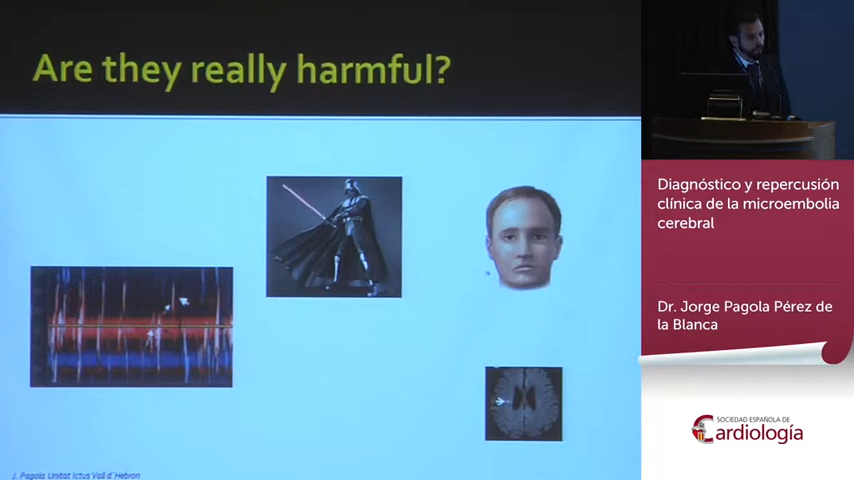 Are they really harmful?
Diagnóstico y repercusión
clínica de la microembolia
cerebral
Dr. Jorge Pagola Pérez de
la Blanca
SOCIEDAD ESPAÑOLA DE
Cardiología
J. Pagola Unitat Ictus Vall d´Hebron